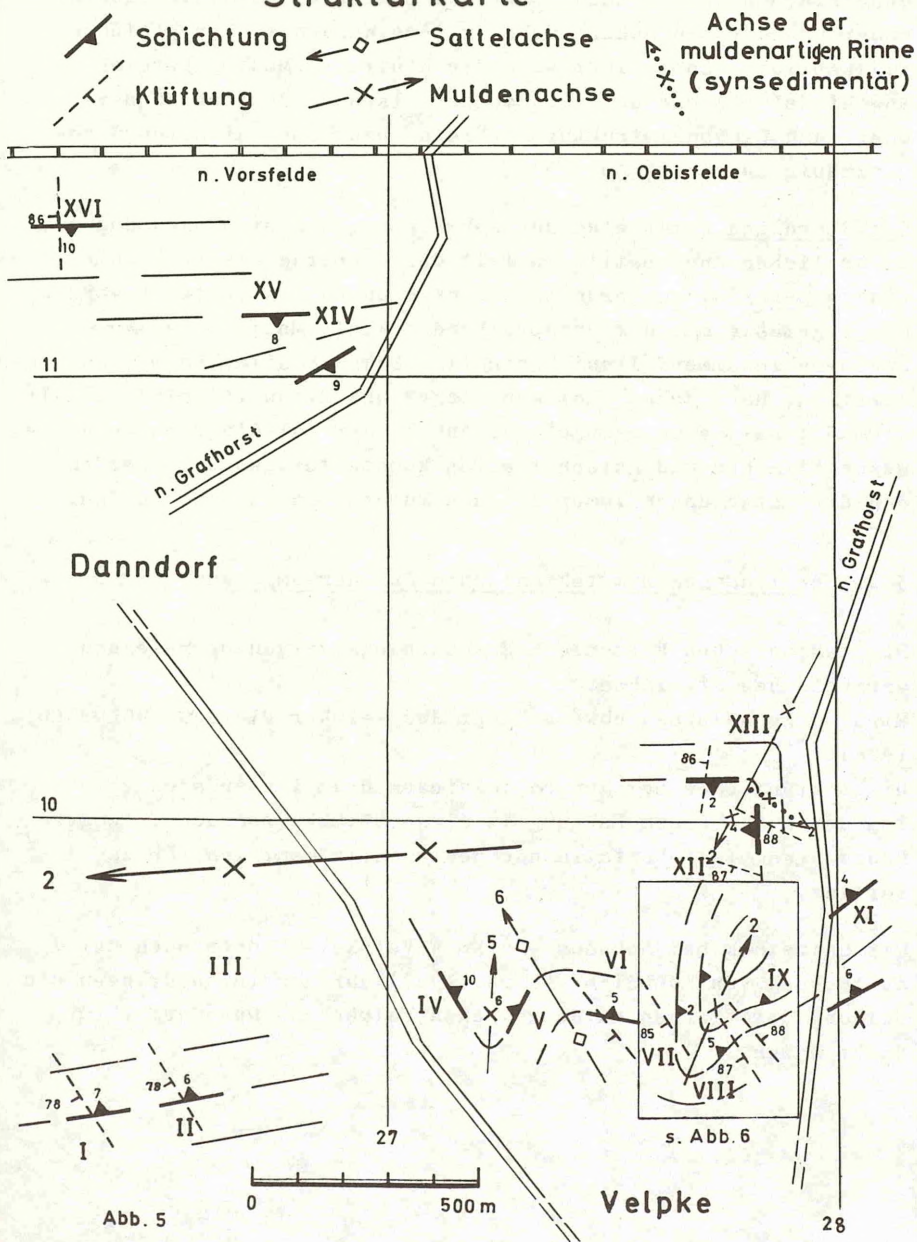 Strukturkarte
Schichtung
Sattelachse
Achse der
muldenartigen Rinne
(synsedimentär)
Klüftung
Muldenachse
n. Vorsfelde
n. Oebisfelde
86
XVI
10
XV
XIV
8
11
9
n. Grafhorst
Danndorf
n. Grafhorst
XIII
86
2
10
4
88
2
2
XII
87
2
6
4
XI
2
5
VI
III
IV
10
6
V
5
IX
6
X
85
5
88
VII
87
VIII
78
7
78
6
I
II
s. Abb. 6
27
0
500 m
Velpke
Abb. 5
28